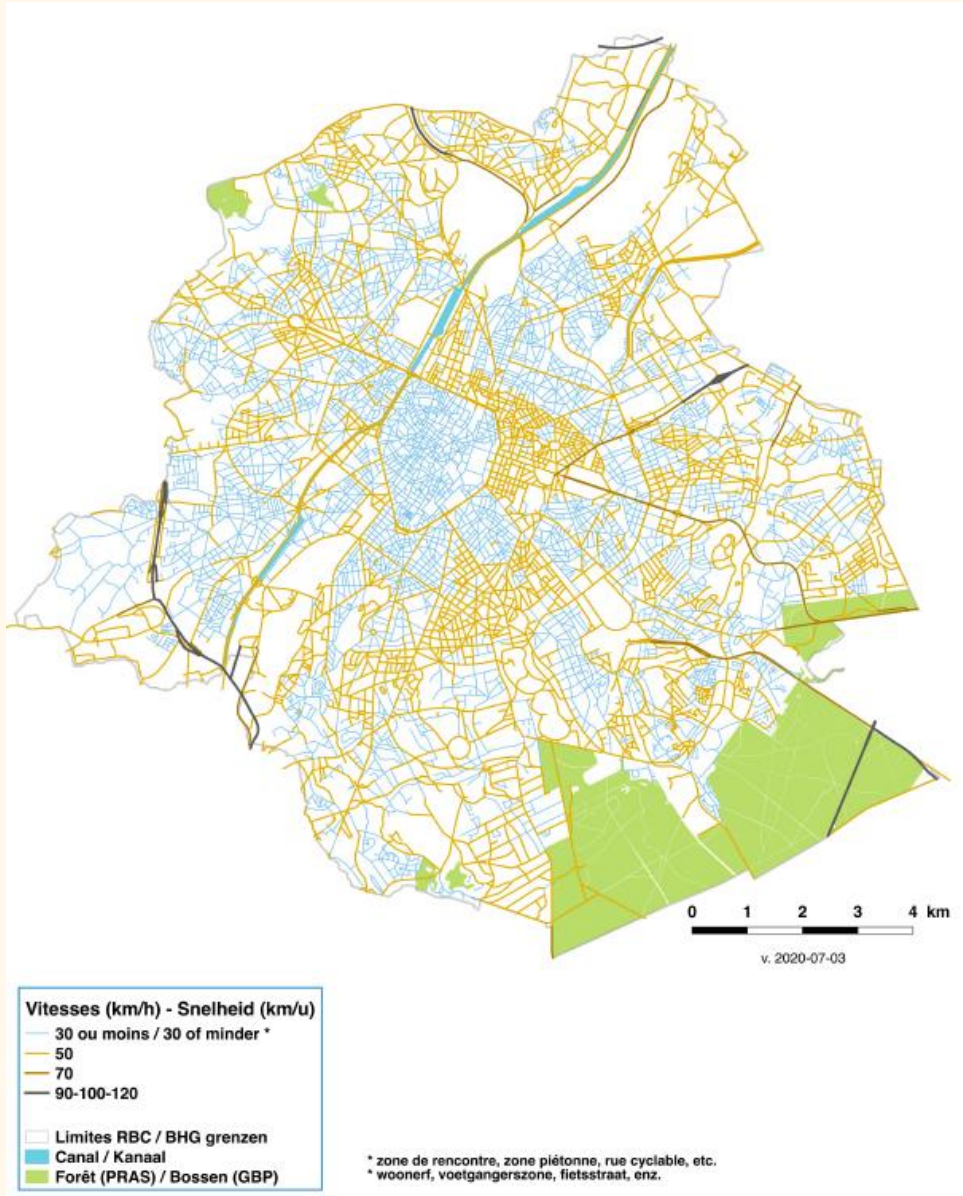 0 1 2 3 4 km
v. 2020-07-03
Vitesses (km/h) - Snelheid (km/u)
30 ou moins / 30 of minder *
50
70
90-100-120
Limites RBC / BHG grenzen
Canal / Kanaal
Forêt (PRAS) / Bossen (GBP)
* zone de rencontre, zone piétonne, rue cyclable, etc.
* woonerf, voetgangerszone, fietsstraat, enz.